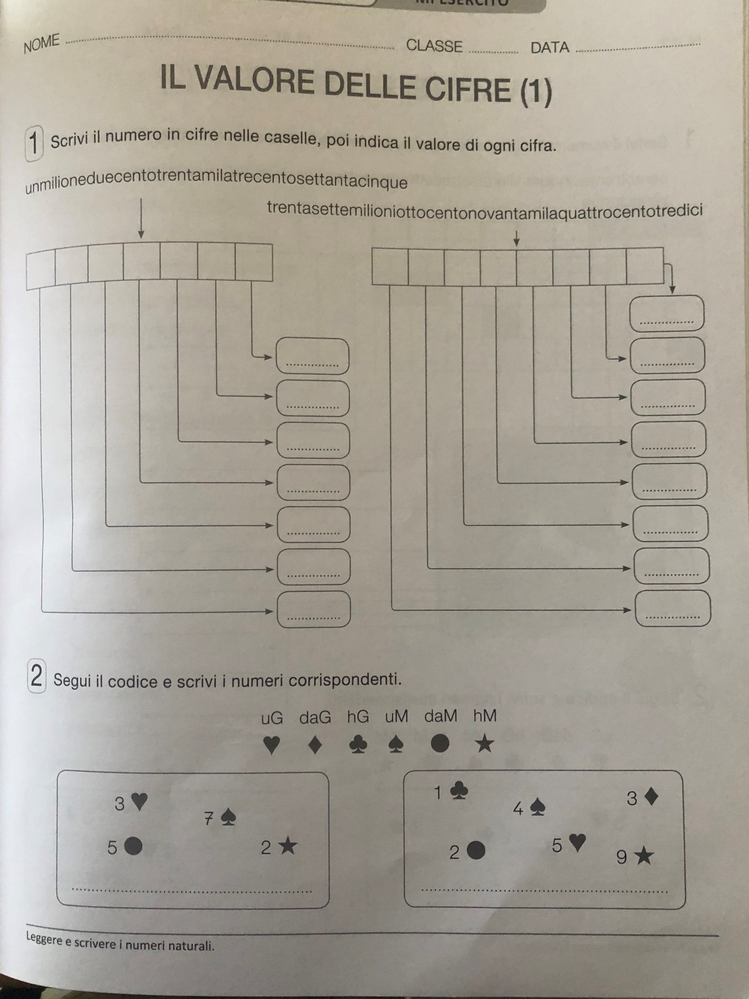 MI ESERCITO
NOME CLASSE DATA
IL VALORE DELLE CIFRE (1)
1 Scrivi il numero in cifre nelle caselle, poi indica il valore di ogni cifra.
unmilioneduecentotrentamilatrecentosettantacinque
trentasettemilioniottocentonovantamilaquattrocentotredici
2 Segui il codice e scrivi i numeri corrispondenti.
uG daG hG uM daM hM
♥ ♦ ♣ ♠ ● ★
3 ♥
7 ♠
5 ●
2 ★
1 ♣
4 ♠
3 ♦
2 ●
5 ♥
9 ★
Leggere e scrivere i numeri naturali.